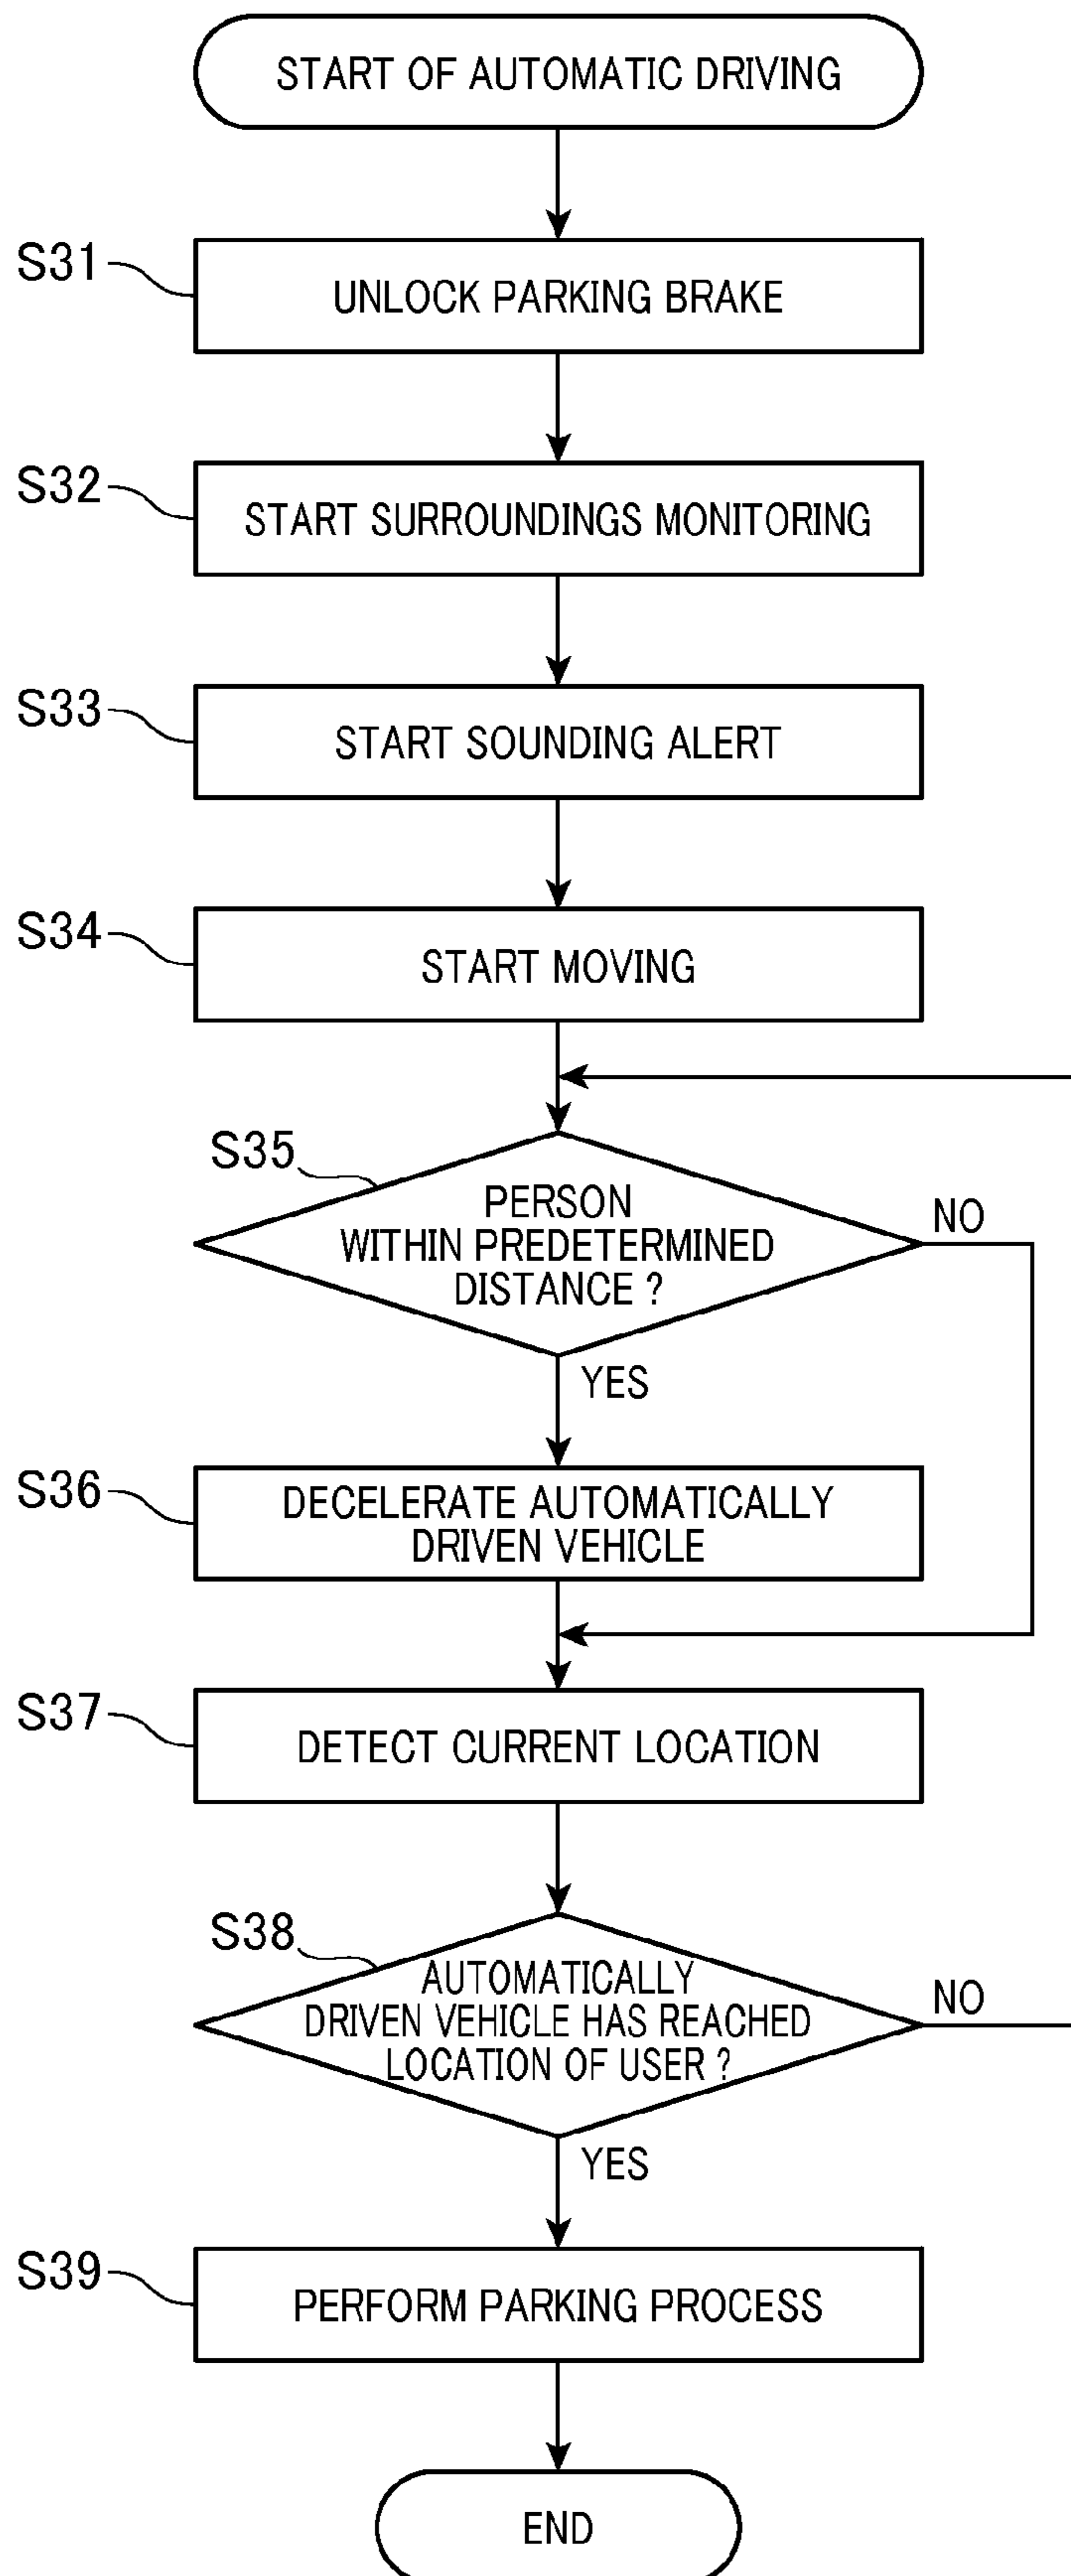 START OF AUTOMATIC DRIVING
S31
UNLOCK PARKING BRAKE
S32
START SURROUNDINGS MONITORING
S33
START SOUNDING ALERT
S34
START MOVING
S35
PERSON
WITHIN PREDETERMINED
DISTANCE ?
NO
YES
S36
DECELERATE AUTOMATICALLY
DRIVEN VEHICLE
S37
DETECT CURRENT LOCATION
S38
AUTOMATICALLY
DRIVEN VEHICLE HAS REACHED
LOCATION OF USER ?
NO
YES
S39
PERFORM PARKING PROCESS
END